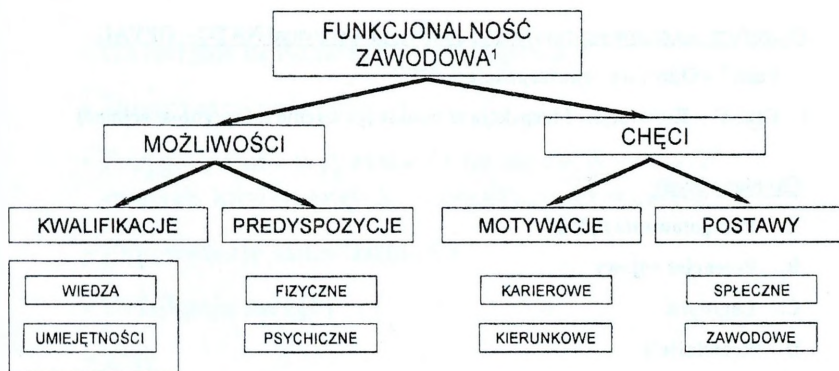 FUNKCJONALNOŚĆ
ZAWODOWA¹
MOŻLIWOŚCI
CHĘCI
KWALIFIKACJE
PREDYSPOZYCJE
MOTYWACJE
POSTAWY
WIEDZA
FIZYCZNE
KARIEROWE
SPŁECZNE
UMIEJĘTNOŚCI
PSYCHICZNE
KIERUNKOWE
ZAWODOWE